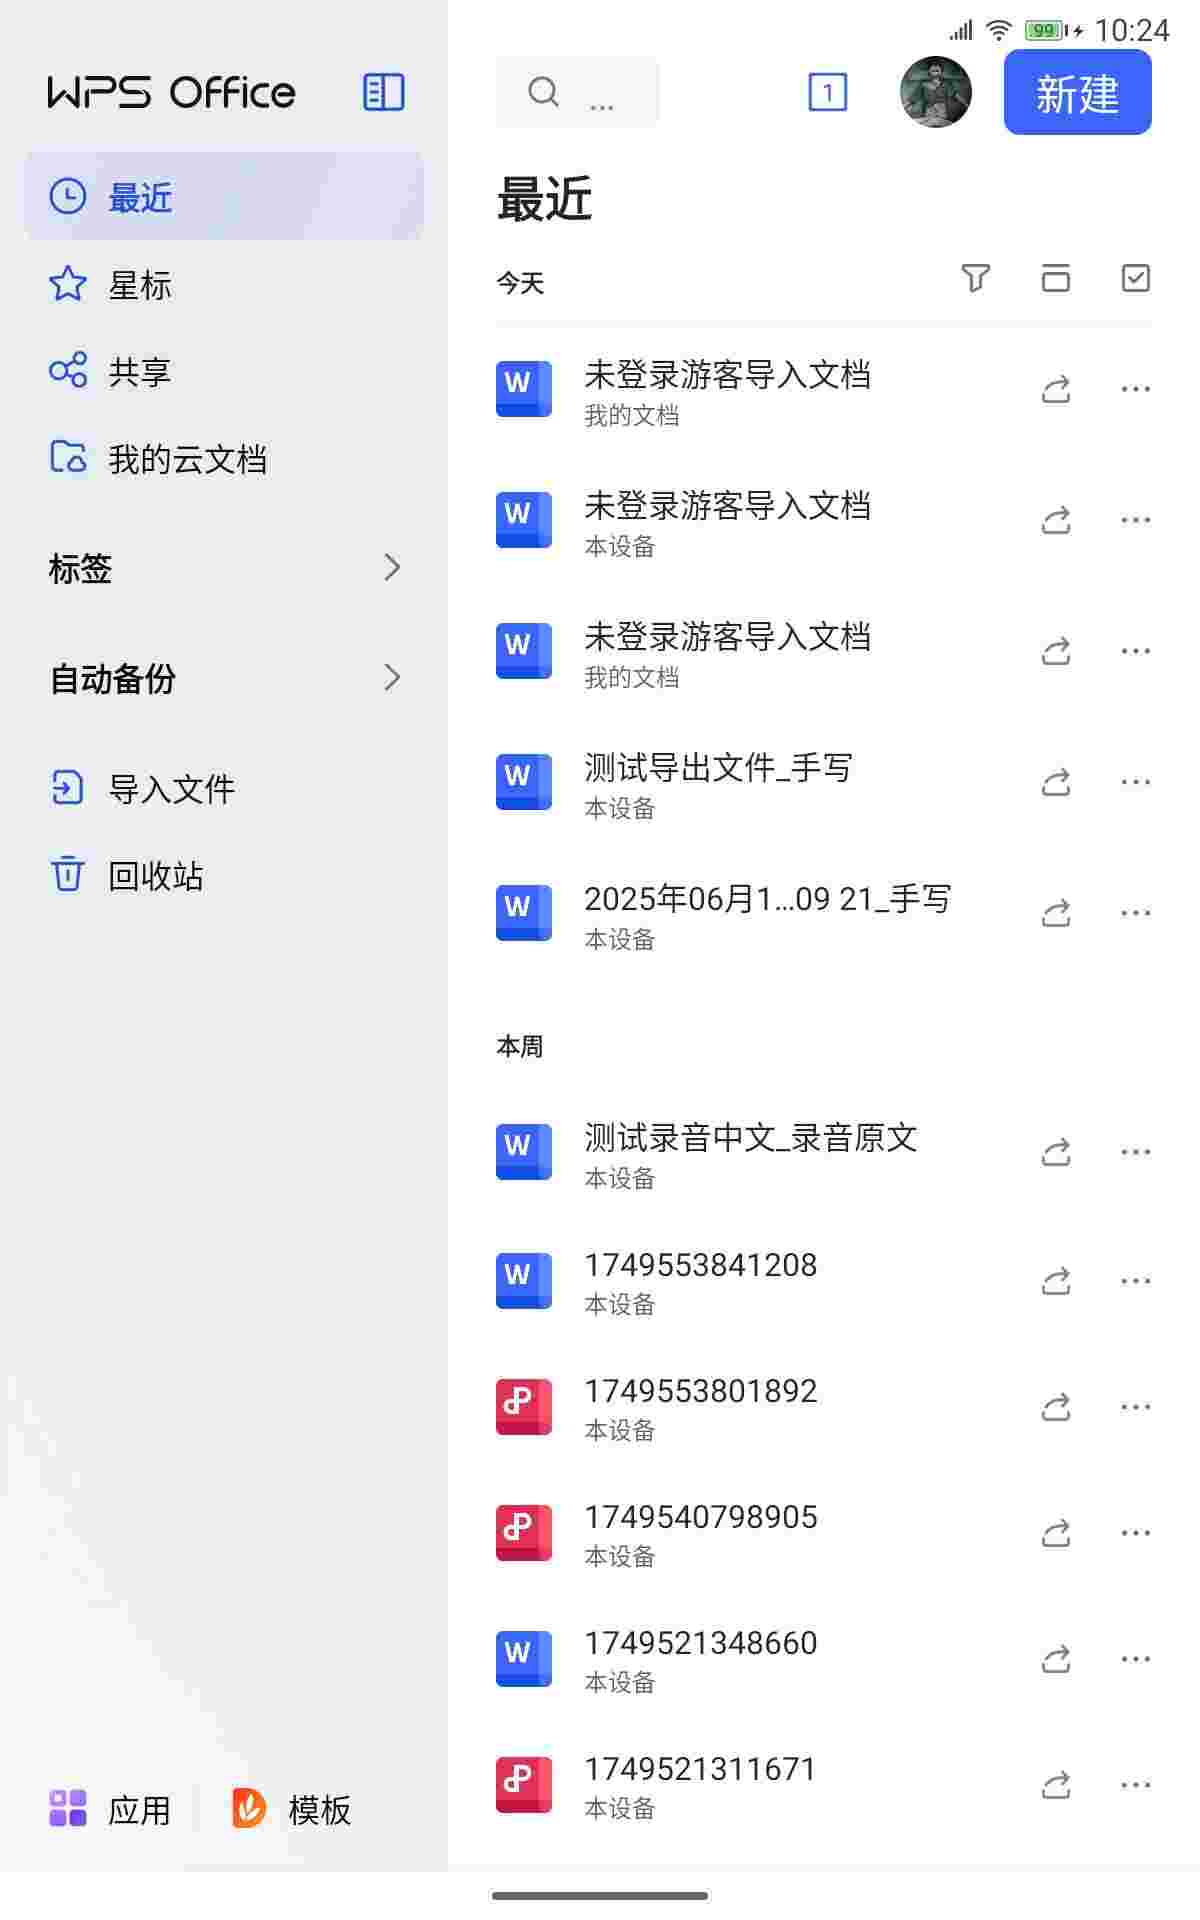 99 10:24
WPS Office
... 1 新建
最近
星标
共享
我的云文档
标签
自动备份
导入文件
回收站
应用 模板
最近
今天
未登录游客导入文档
我的文档
未登录游客导入文档
本设备
未登录游客导入文档
我的文档
测试导出文件_手写
本设备
2025年06月1...09 21_手写
本设备
本周
测试录音中文_录音原文
本设备
1749553841208
本设备
1749553801892
本设备
1749540798905
本设备
1749521348660
本设备
1749521311671
本设备